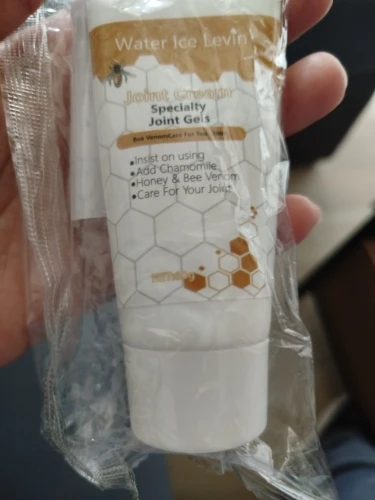 Water Ice Levin
Joint Cream
Specialty
Joint Gels
Bee VenomCare For Your
•Insist on using
•Add Chamomile
•Honey & Bee Venom
•Care For Your Joint